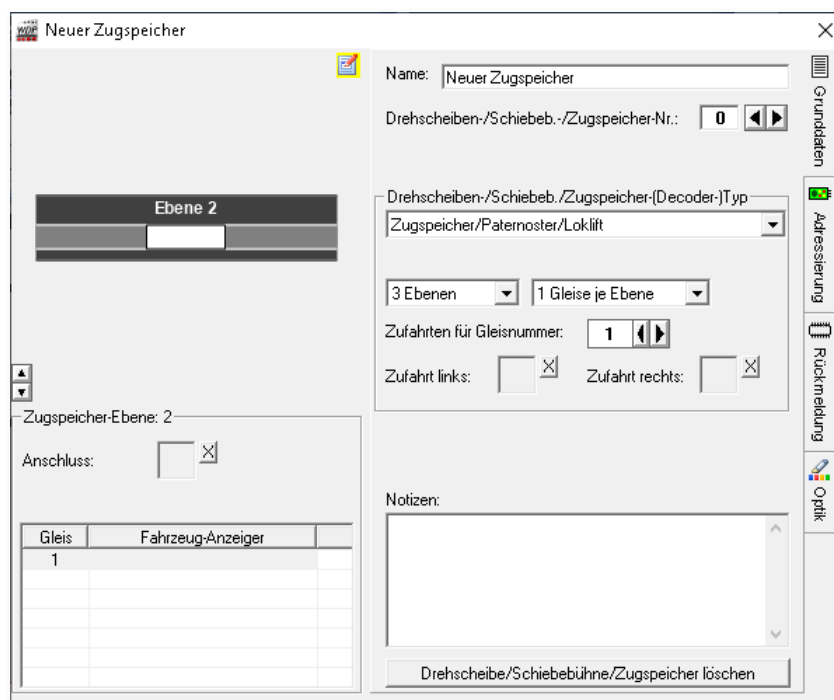 WDP Neuer Zugspeicher
Ebene 2
Zugspeicher-Ebene: 2
Anschluss: X
Gleis Fahrzeug-Anzeiger
1
Name: Neuer Zugspeicher
Drehscheiben-/Schiebeb.-/Zugspeicher-Nr.: 0
Drehscheiben-/Schiebeb./Zugspeicher-(Decoder-)Typ
Zugspeicher/Paternoster/Loklift
3 Ebenen 1 Gleise je Ebene
Zufahrten für Gleisnummer: 1
Zufahrt links: X Zufahrt rechts: X
Notizen:
Drehscheibe/Schiebebühne/Zugspeicher löschen
Grunddaten
Adressierung
Rückmeldung
Optik